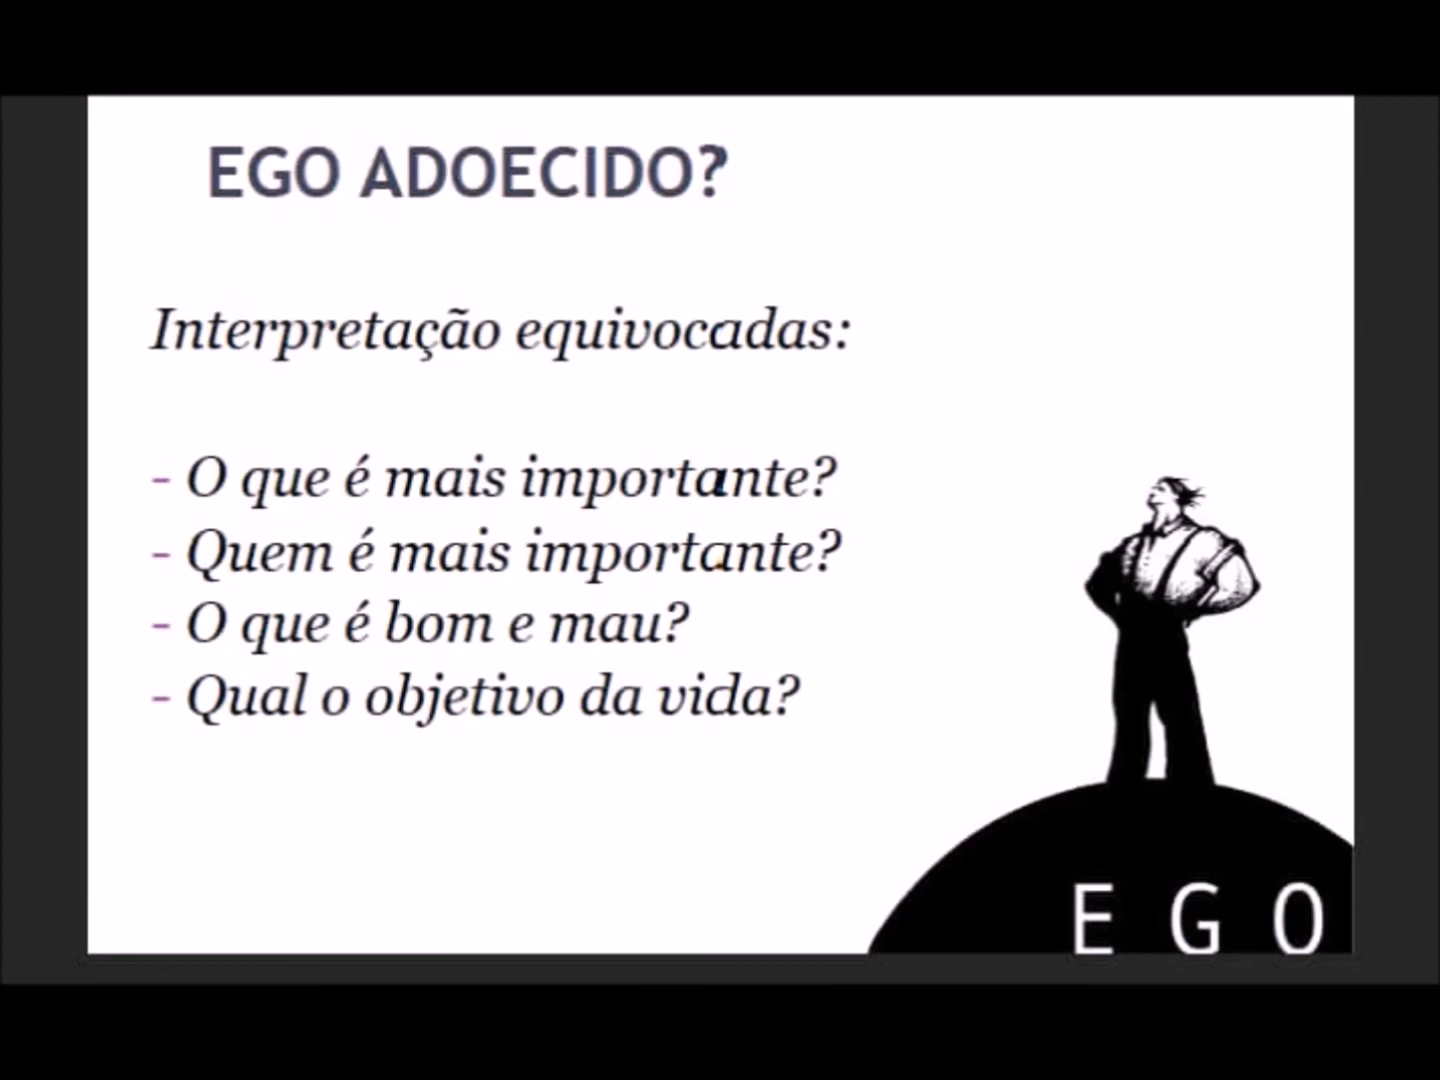 EGO ADOECIDO?
Interpretação equivocadas:
- O que é mais importante?
- Quem é mais importante?
- O que é bom e mau?
- Qual o objetivo da vida?
E G O